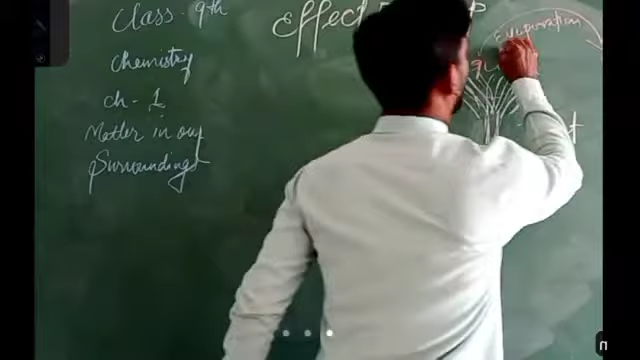 Class: 9th
Chemistry
ch- 1
Matter in our
Surroundings
Effect
Evaporation